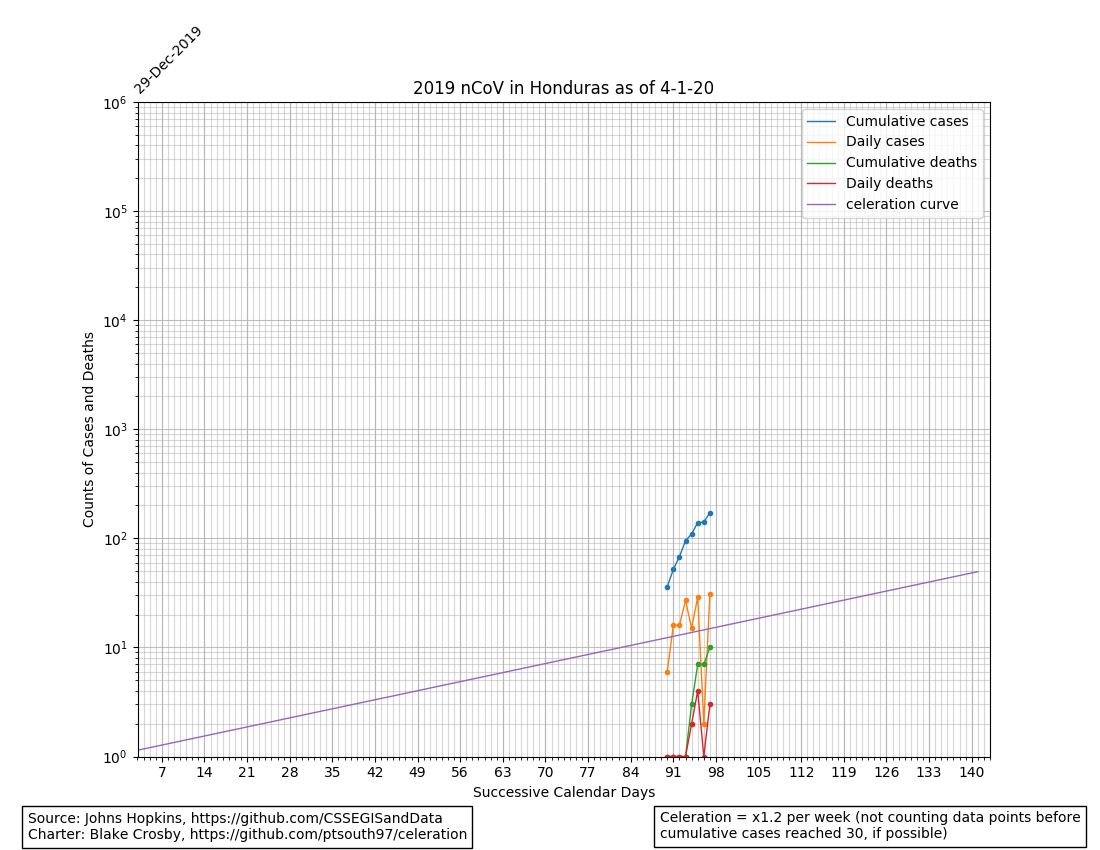 29-Dec-2019
2019 nCoV in Honduras as of 4-1-20
Cumulative cases
Daily cases
Cumulative deaths
Daily deaths
celeration curve
10^6
10^5
10^4
10^3
10^2
10^1
10^0
Counts of Cases and Deaths
7 14 21 28 35 42 49 56 63 70 77 84 91 98 105 112 119 126 133 140
Successive Calendar Days
Source: Johns Hopkins, https://github.com/CSSEGISandData
Charter: Blake Crosby, https://github.com/ptsouth97/celeration
Celeration = x1.2 per week (not counting data points before
cumulative cases reached 30, if possible)